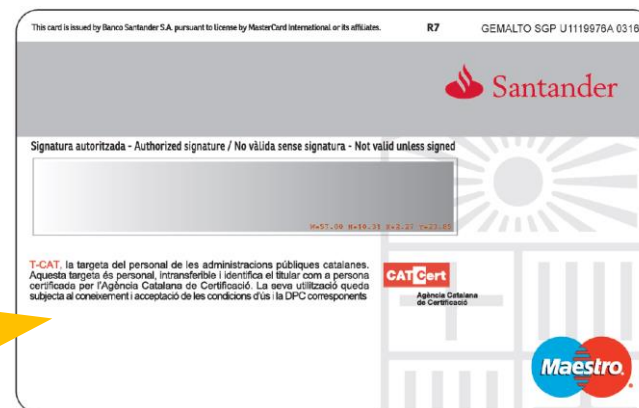 This card is issued by Banco Santander S.A. pursuant to license by MasterCard International or its affiliates. R7 GEMALTO SGP U1119976A 0316
Santander
Signatura autoritzada - Authorized signature / No vàlida sense signatura - Not valid unless signed
T-CAT, la targeta del personal de les administracions públiques catalanes.
Aquesta targeta és personal, intransferible i identifica el titular com a persona
certificada per l'Agència Catalana de Certificació. La seva utilització queda
subjecta al coneixement i acceptació de les condicions d'ús i la DPC corresponents
CATCert
Agència Catalana
de Certificació
Maestro